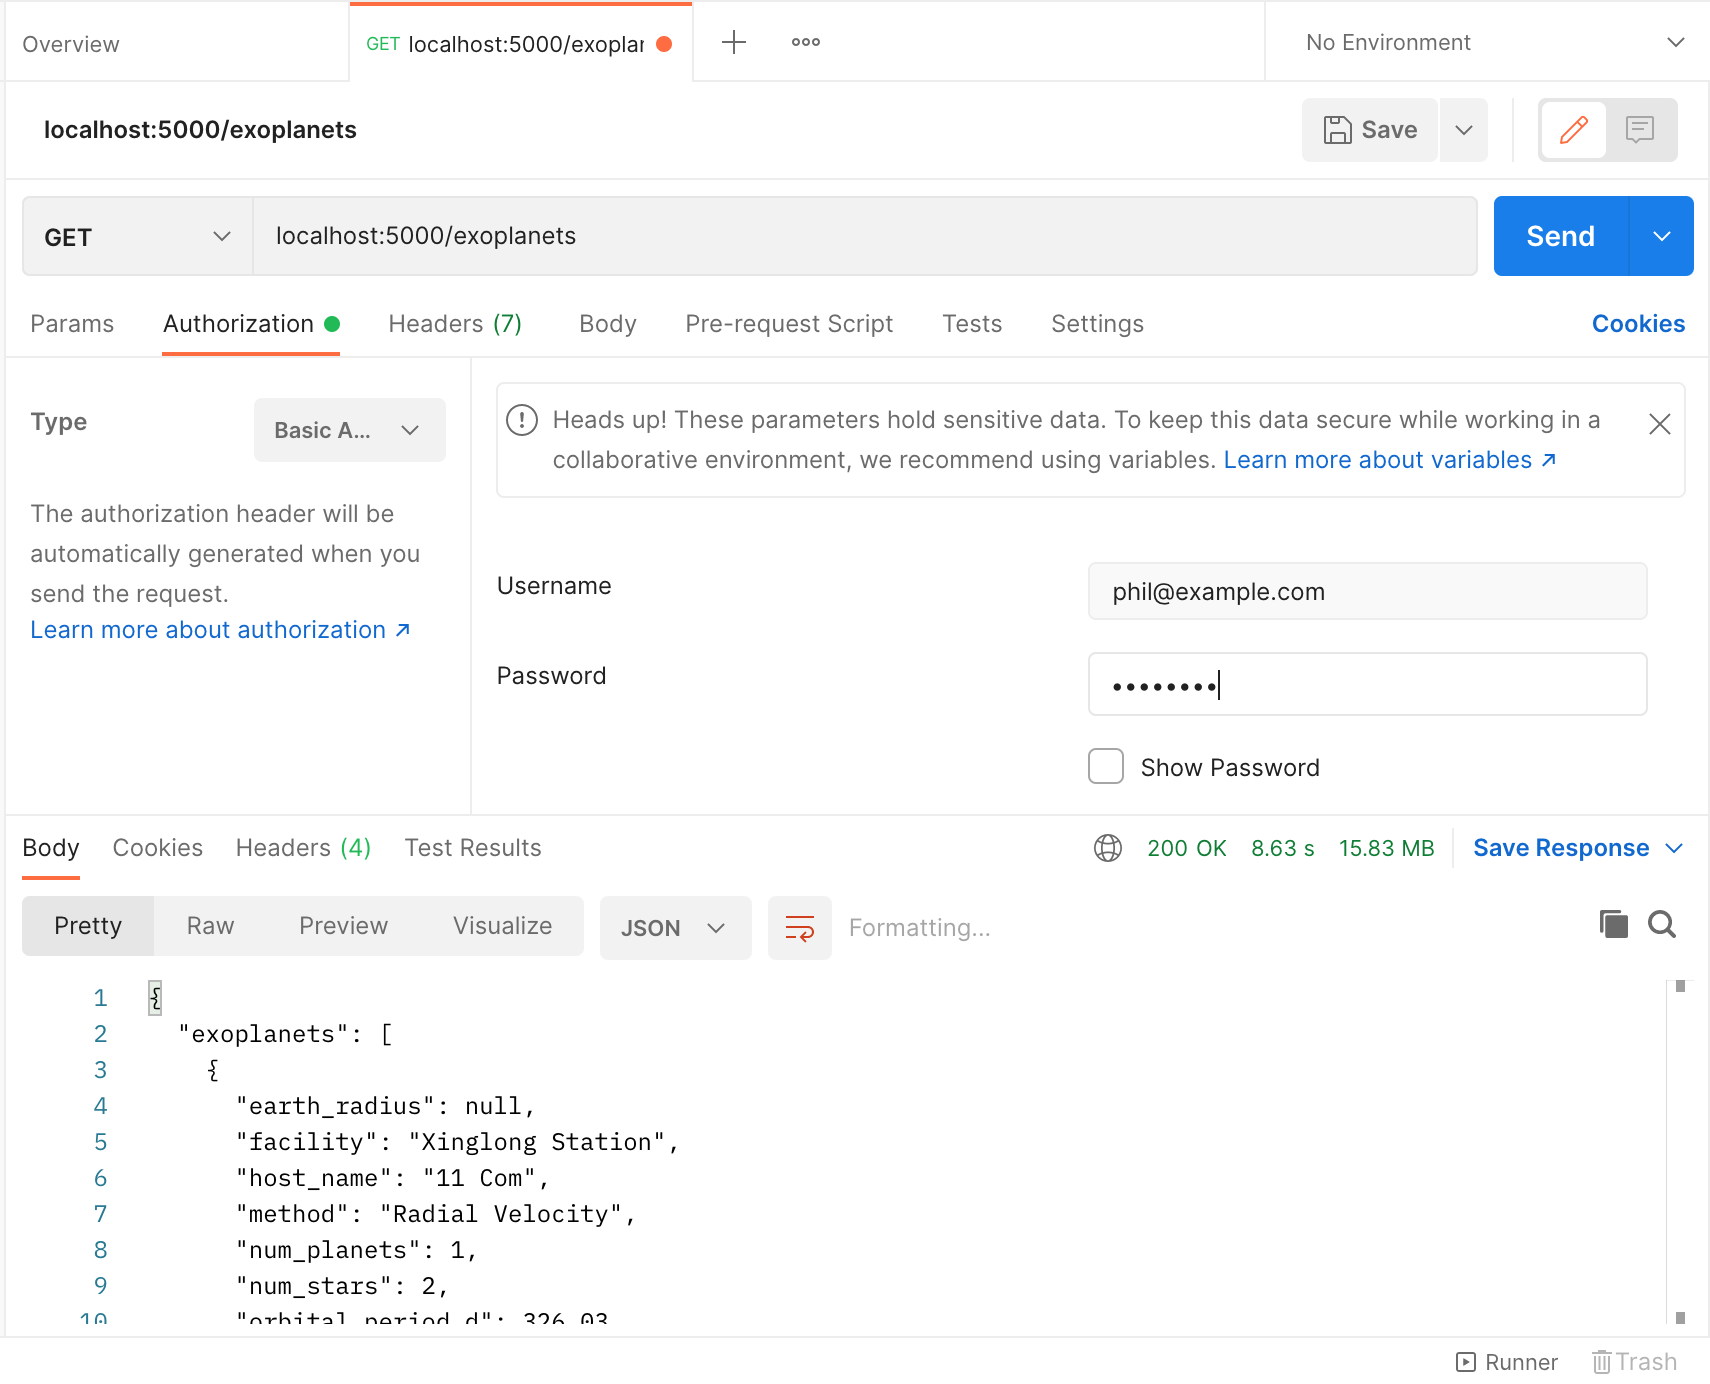 Overview
GET localhost:5000/exoplar
No Environment
localhost:5000/exoplanets
Save
GET
localhost:5000/exoplanets
Send
Params Authorization Headers (7) Body Pre-request Script Tests Settings Cookies
Type
Basic A...
The authorization header will be
automatically generated when you
send the request.
Learn more about authorization ↗
Heads up! These parameters hold sensitive data. To keep this data secure while working in a
collaborative environment, we recommend using variables. Learn more about variables ↗
Username
phil@example.com
Password
••••••••
Show Password
Body Cookies Headers (4) Test Results
200 OK 8.63 s 15.83 MB Save Response
Pretty Raw Preview Visualize JSON Formatting...
1 {
2 "exoplanets": [
3 {
4 "earth_radius": null,
5 "facility": "Xinglong Station",
6 "host_name": "11 Com",
7 "method": "Radial Velocity",
8 "num_planets": 1,
9 "num_stars": 2,
10 "orbital_period_d": 326.03
Runner Trash